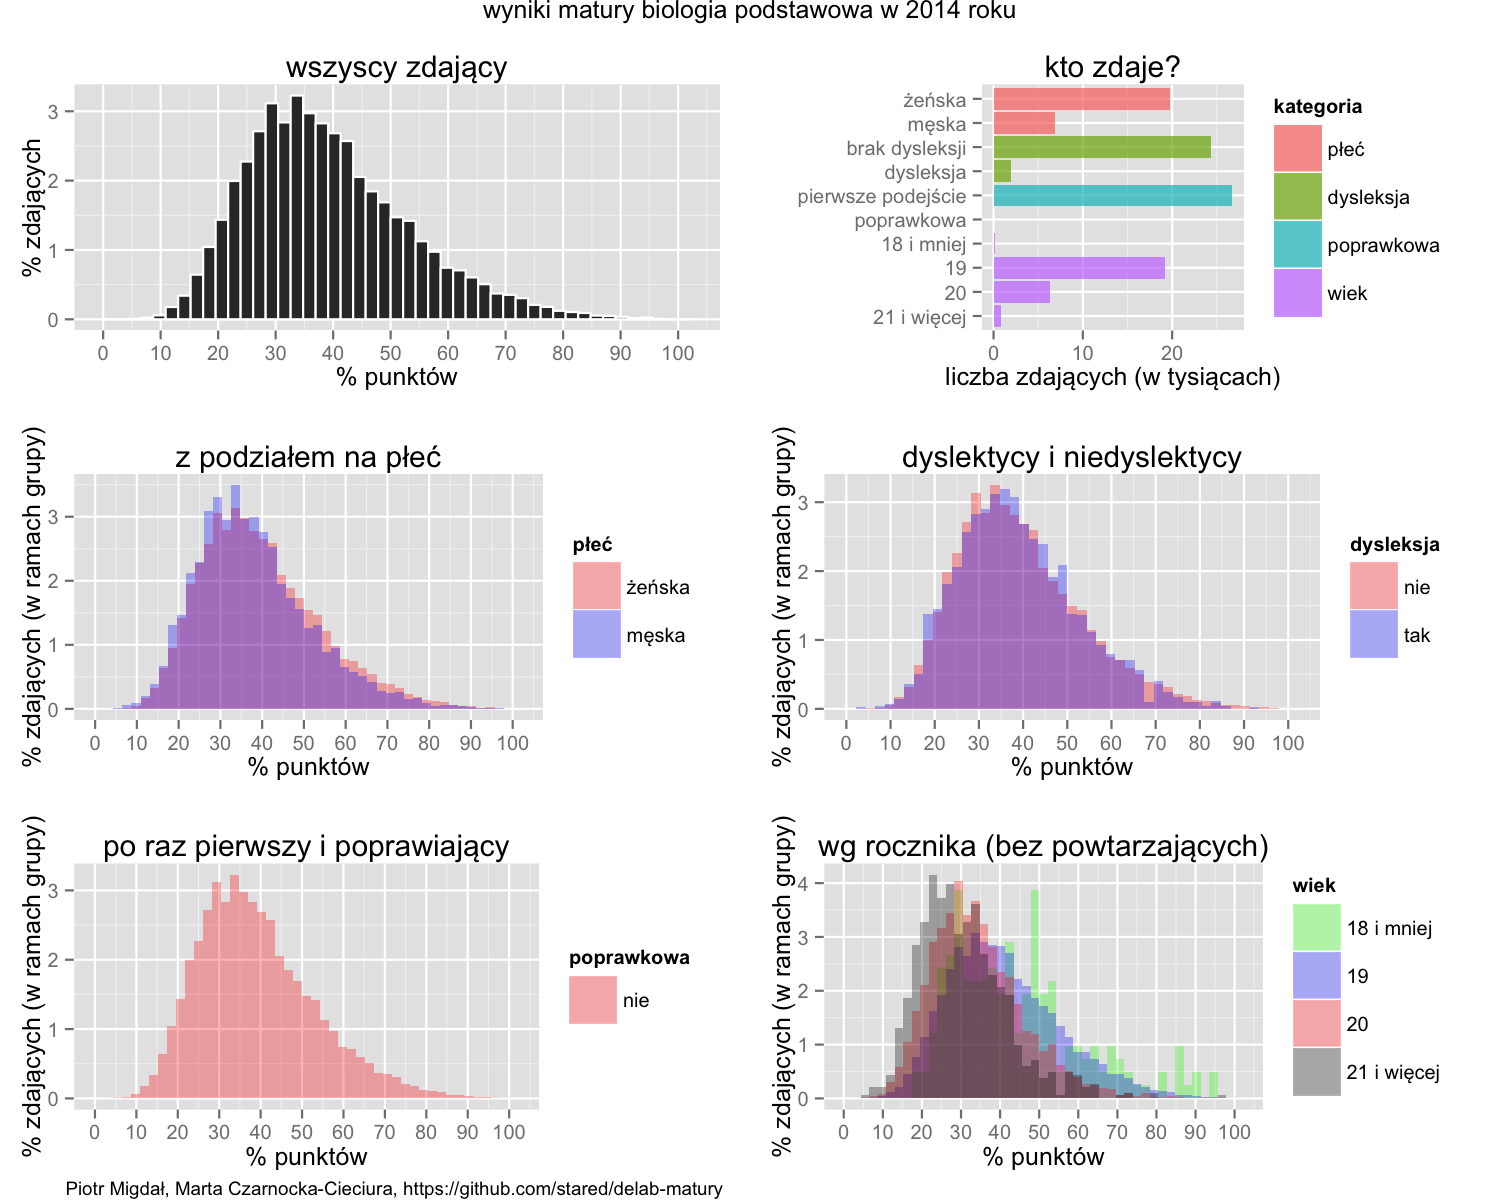 wyniki matury biologia podstawowa w 2014 roku
wszyscy zdający
% zdających
3
2
1
0
0 10 20 30 40 50 60 70 80 90 100
% punktów
kto zdaje?
żeńska
męska
brak dysleksji
dysleksja
pierwsze podejście
poprawkowa
18 i mniej
19
20
21 i więcej
0 10 20
liczba zdających (w tysiącach)
kategoria
płeć
dysleksja
poprawkowa
wiek
z podziałem na płeć
% zdających (w ramach grupy)
3
2
1
0
0 10 20 30 40 50 60 70 80 90 100
% punktów
płeć
żeńska
męska
dyslektycy i niedyslektycy
% zdających (w ramach grupy)
3
2
1
0
0 10 20 30 40 50 60 70 80 90 100
% punktów
dysleksja
nie
tak
po raz pierwszy i poprawiający
% zdających (w ramach grupy)
3
2
1
0
0 10 20 30 40 50 60 70 80 90 100
% punktów
poprawkowa
nie
wg rocznika (bez powtarzających)
% zdających (w ramach grupy)
4
3
2
1
0
0 10 20 30 40 50 60 70 80 90 100
% punktów
wiek
18 i mniej
19
20
21 i więcej
Piotr Migdał, Marta Czarnocka-Cieciura, https://github.com/stared/delab-matury